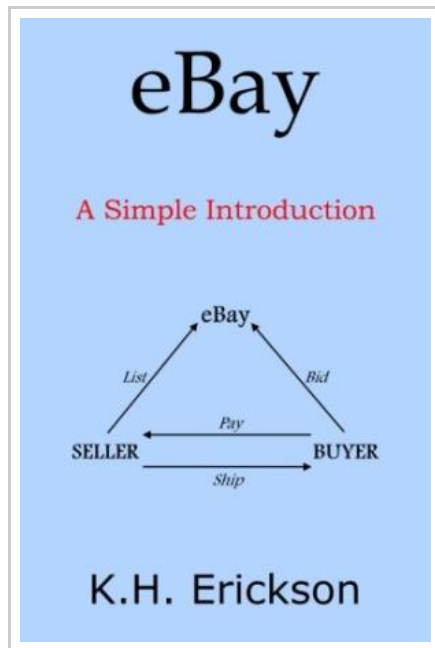 eBay
A Simple Introduction
eBay
List
Bid
Pay
SELLER
BUYER
Ship
K.H. Erickson